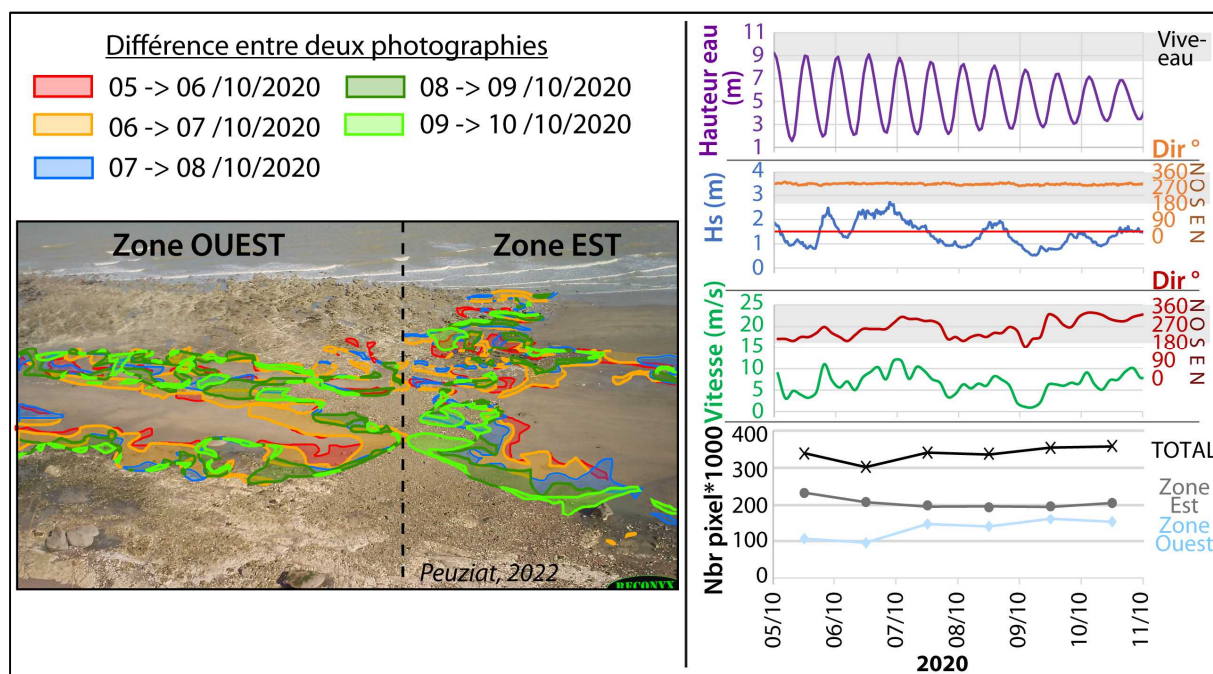 Différence entre deux photographies
05 -> 06 /10/2020
06 -> 07 /10/2020
07 -> 08 /10/2020
08 -> 09 /10/2020
09 -> 10 /10/2020
Zone OUEST
Zone EST
Peuziat, 2022
RECONYX
Hauteur eau
(m)
11
9
7
5
3
1
Vive-
eau
Hs (m)
4
3
2
1
0
Dir °
360
270
180
90
0
N
O
S
E
N
Vitesse (m/s)
25
20
15
10
5
0
Dir °
360
270
180
90
0
N
O
S
E
N
Nbr pixel*1000
400
300
200
100
0
TOTAL
Zone
Est
Zone
Ouest
05/10
06/10
07/10
08/10
09/10
10/10
11/10
2020